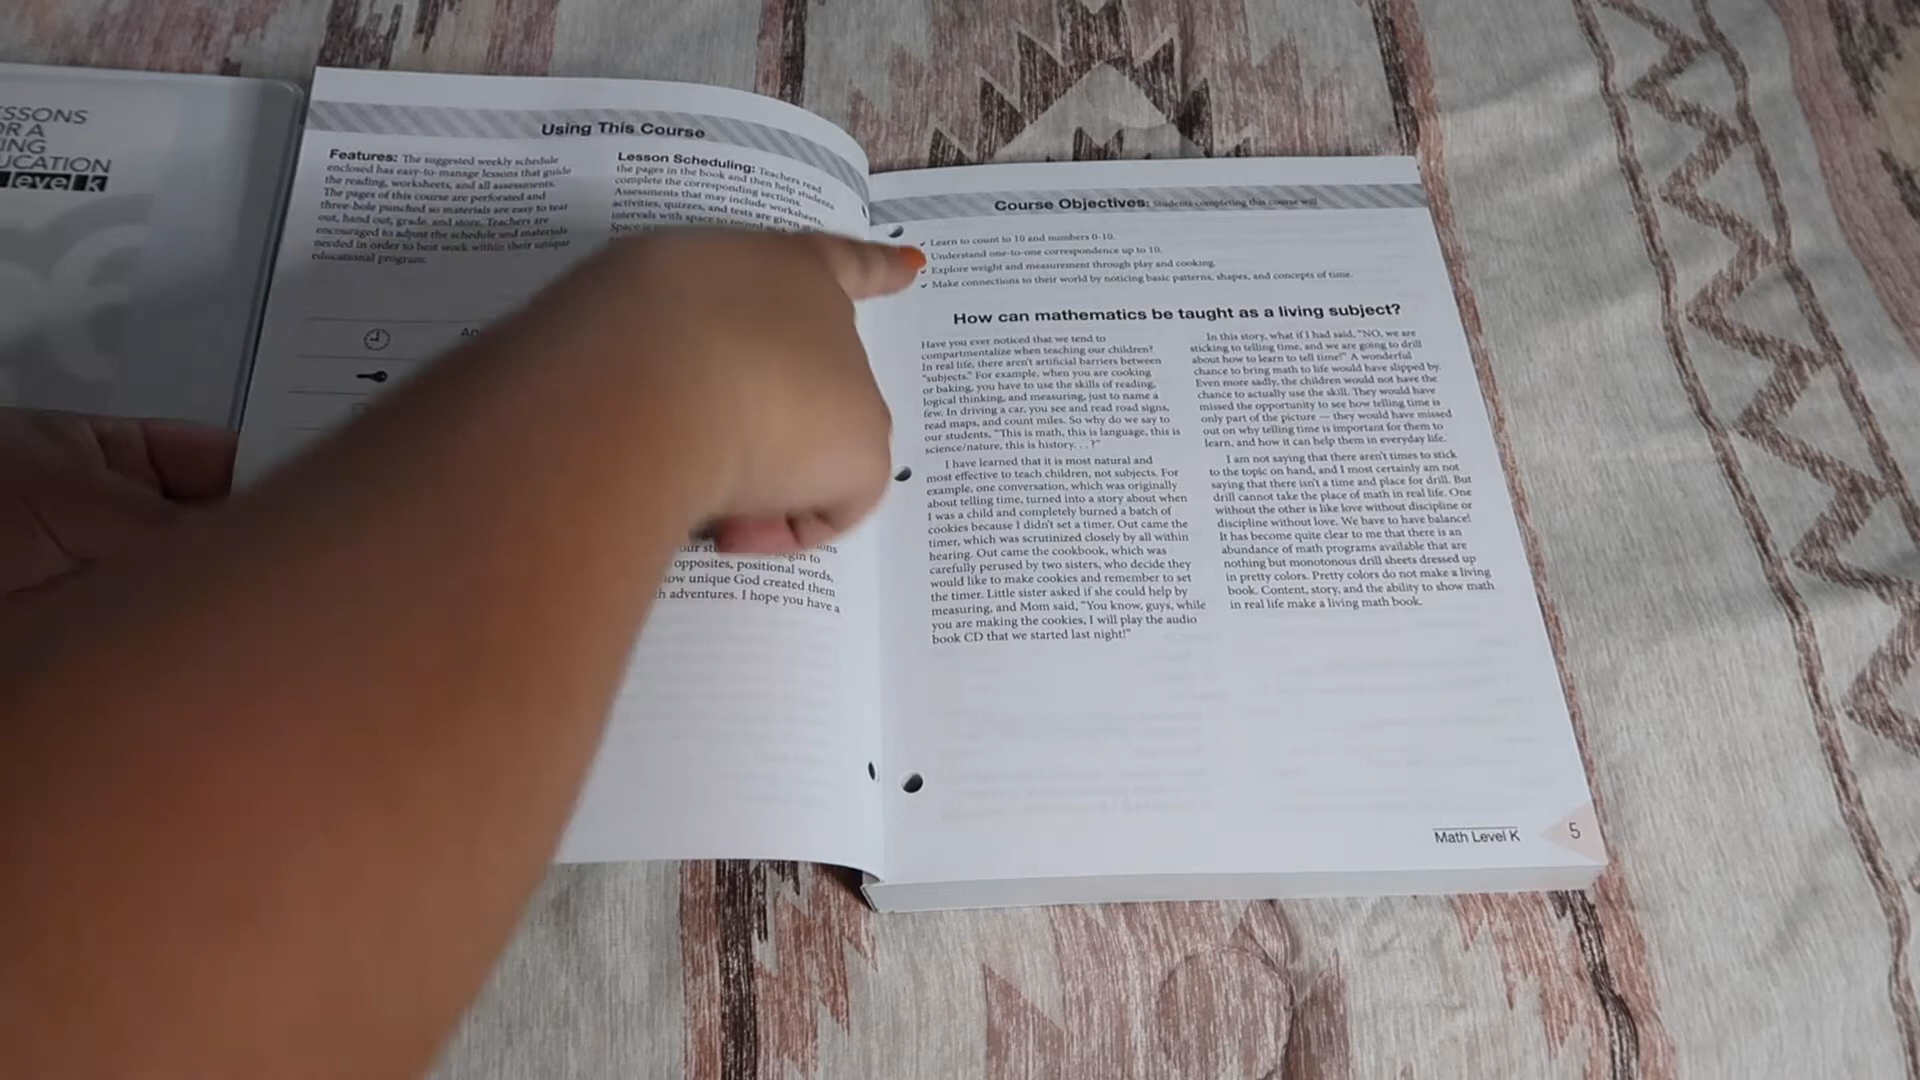 SSONS
OR A
ING
UCATION
level k
Using This Course
Features: The suggested weekly schedule
enclosed has easy-to-manage lessons that guide
the reading, worksheets, and all assessments.
The pages of this course are perforated and
three-hole punched so materials are easy to tear
out, hand out, grade, and store. Teachers are
encouraged to adjust the schedule and materials
needed in order to best work within their unique
educational program.
Lesson Scheduling: Teachers read
the pages in the book and then help students
complete the corresponding sections.
Assessments that may include worksheets,
activities, quizzes, and tests are given at
intervals with space to record
opposites, positional words,
how unique God created them
adventures. I hope you have a
Course Objectives: Students completing this course will
✓ Learn to count to 10 and numbers 0-10.
Understand one-to-one correspondence up to 10.
✓ Explore weight and measurement through play and cooking.
✓ Make connections to their world by noticing basic patterns, shapes, and concepts of time.
How can mathematics be taught as a living subject?
Have you ever noticed that we tend to
compartmentalize when teaching our children?
In real life, there aren't artificial barriers between
"subjects." For example, when you are cooking
or baking, you have to use the skills of reading,
logical thinking, and measuring, just to name a
few. In driving a car, you see and read road signs,
read maps, and count miles. So why do we say to
our students, "This is math, this is language, this is
science/nature, this is history. . . ?"
I have learned that it is most natural and
most effective to teach children, not subjects. For
example, one conversation, which was originally
about telling time, turned into a story about when
I was a child and completely burned a batch of
cookies because I didn't set a timer. Out came the
timer, which was scrutinized closely by all within
hearing. Out came the cookbook, which was
carefully perused by two sisters, who decide they
would like to make cookies and remember to set
the timer. Little sister asked if she could help by
measuring, and Mom said, "You know, guys, while
you are making the cookies, I will play the audio
book CD that we started last night!"
In this story, what if I had said, "NO, we are
sticking to telling time, and we are going to drill
about how to learn to tell time!" A wonderful
chance to bring math to life would have slipped by.
Even more sadly, the children would not have the
chance to actually use the skill. They would have
missed the opportunity to see how telling time is
only part of the picture — they would have missed
out on why telling time is important for them to
learn, and how it can help them in everyday life.
I am not saying that there aren't times to stick
to the topic on hand, and I most certainly am not
saying that there isn't a time and place for drill. But
drill cannot take the place of math in real life. One
without the other is like love without discipline or
discipline without love. We have to have balance!
It has become quite clear to me that there is an
abundance of math programs available that are
nothing but monotonous drill sheets dressed up
in pretty colors. Pretty colors do not make a living
book. Content, story, and the ability to show math
in real life make a living math book.
Math Level K
5